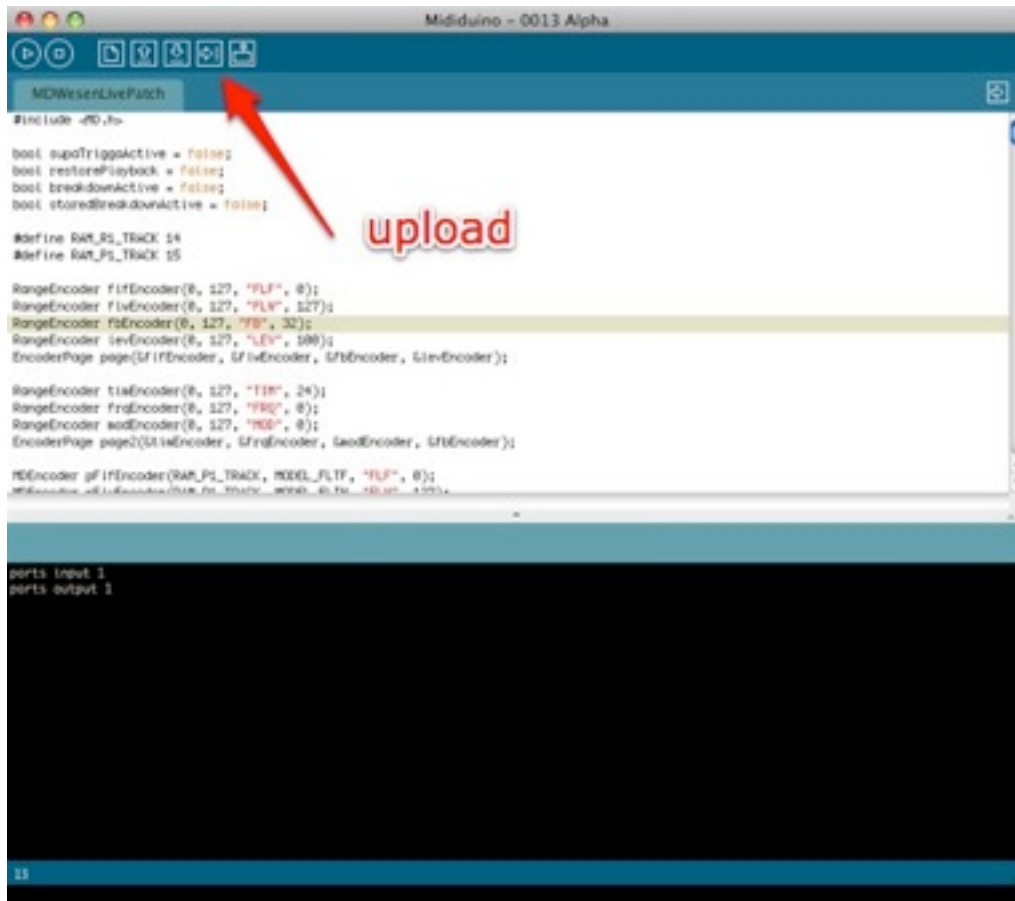 Mididuino - 0013 Alpha
MDWesenLivePatch
#include <MD.h>
bool supaTriggaActive = false;
bool restorePlayback = false;
bool breakdownActive = false;
bool storedBreakdownActive = false;
#define RAM_R1_TRACK 14
#define RAM_P1_TRACK 15
upload
RangeEncoder flfEncoder(0, 127, "FLF", 0);
RangeEncoder flwEncoder(0, 127, "FLW", 127);
RangeEncoder fbEncoder(0, 127, "FB", 32);
RangeEncoder levEncoder(0, 127, "LEV", 100);
EncoderPage page(&flfEncoder, &flwEncoder, &fbEncoder, &levEncoder);
RangeEncoder timEncoder(0, 127, "TIM", 24);
RangeEncoder frqEncoder(0, 127, "FRQ", 0);
RangeEncoder modEncoder(0, 127, "MOD", 0);
EncoderPage page2(&timEncoder, &frqEncoder, &modEncoder, &fbEncoder);
MDEncoder pFlfEncoder(RAM_P1_TRACK, MODEL_FLTF, "FLF", 0);
ports input 1
ports output 1
13